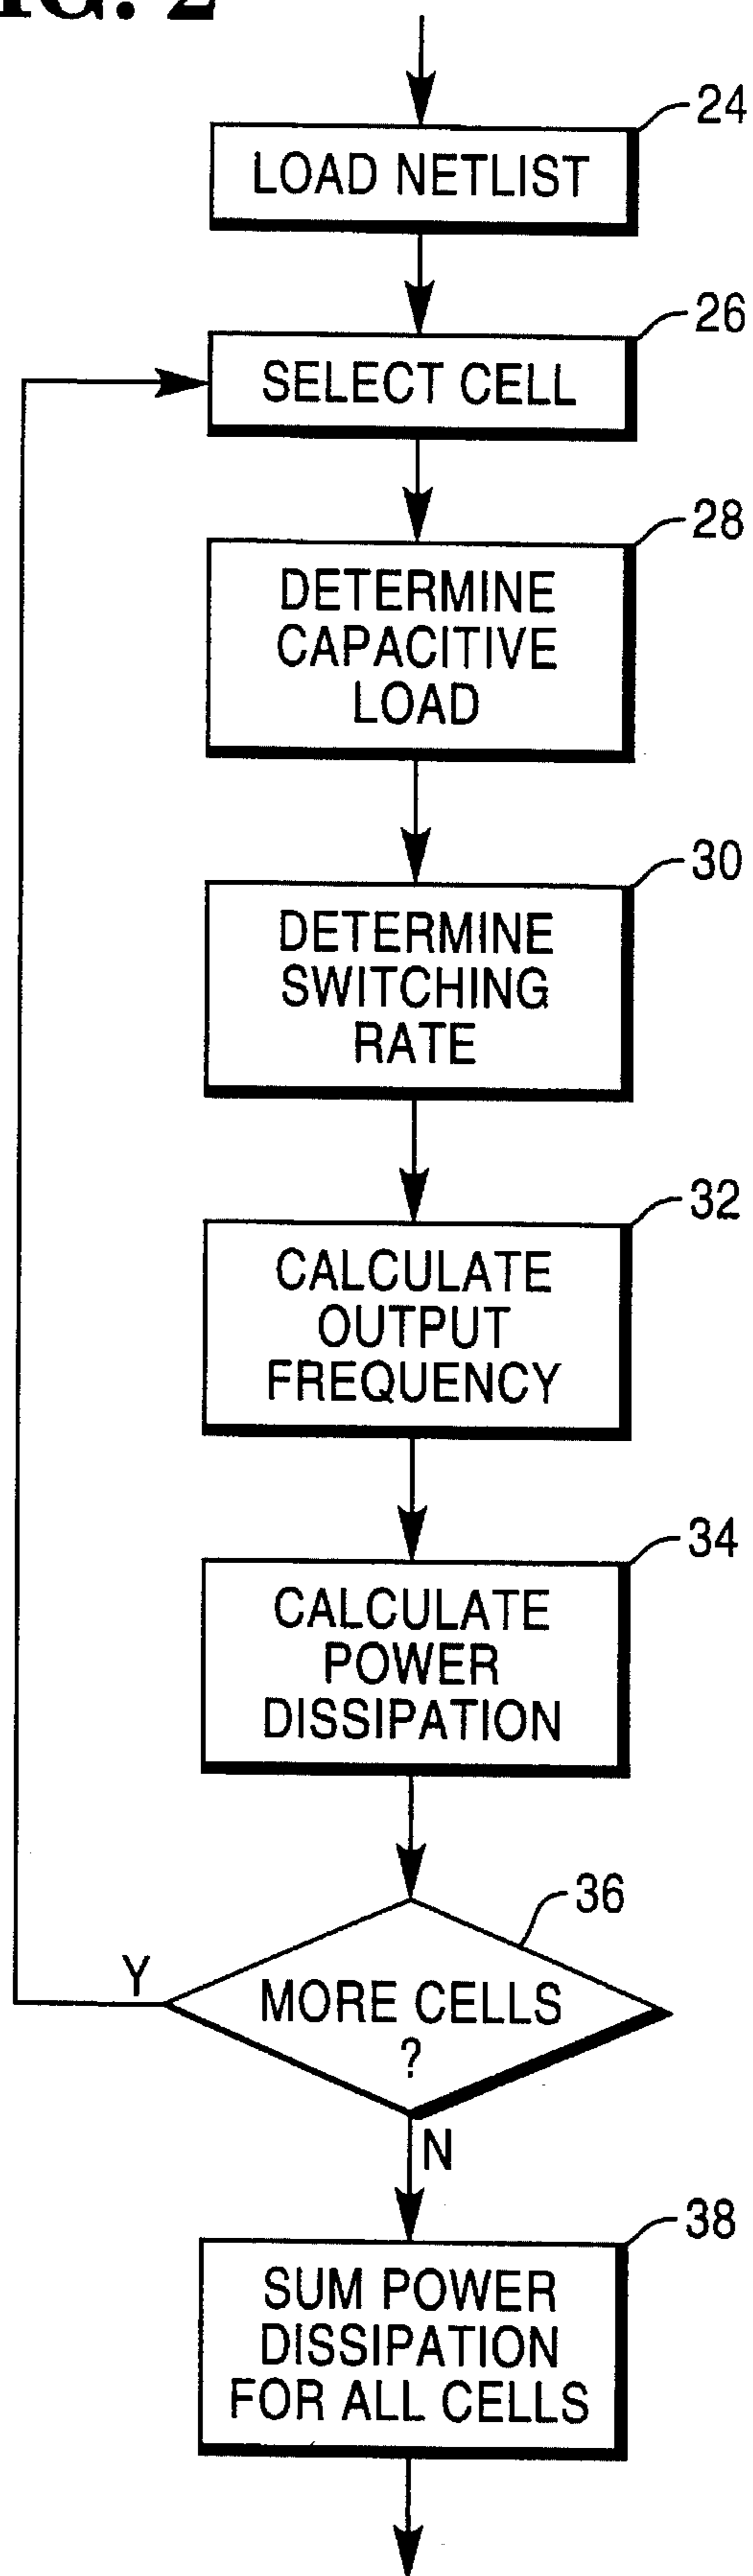 FIG. 2
24
LOAD NETLIST
26
SELECT CELL
28
DETERMINE
CAPACITIVE
LOAD
30
DETERMINE
SWITCHING
RATE
32
CALCULATE
OUTPUT
FREQUENCY
34
CALCULATE
POWER
DISSIPATION
36
Y
MORE CELLS
?
N
38
SUM POWER
DISSIPATION
FOR ALL CELLS